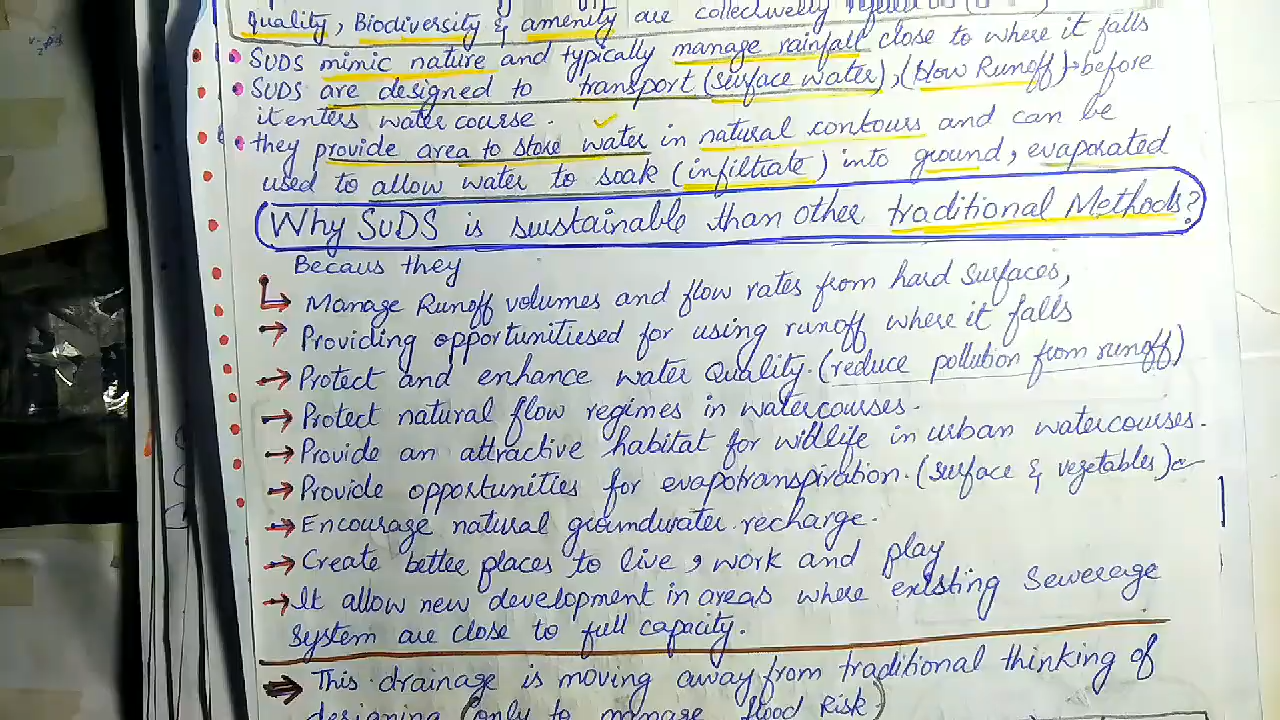 Quality, Biodiversity & amenity are collectively
• SUDS mimic nature and typically manage rainfall close to where it falls
• SUDS are designed to transport (surface water), (slow Runoff) before
it enters water course.
• they provide area to store water in natural contours and can be
used to allow water to soak (infiltrate) into ground, evaporated
Why SUDS is sustainable than other traditional Methods?
Becaus they
Manage Runoff volumes and flow rates from hard surfaces,
→ Providing opportunitiesed for using runoff where it falls
→ Protect and enhance water Quality. (reduce pollution from runoff)
→ Protect natural flow regimes in watercourses.
→ Provide an attractive habitat for wildlife in urban watercourses.
→ Provide opportunities for evapotranspiration. (surface & vegetables)
→ Encourage natural groundwater recharge.
→ Create better places to live, work and play
→ It allow new development in areas where existing Sewerage
system are close to full capacity.
⇒ This drainage is moving away from traditional thinking of
designing (only to manage flood Risk)